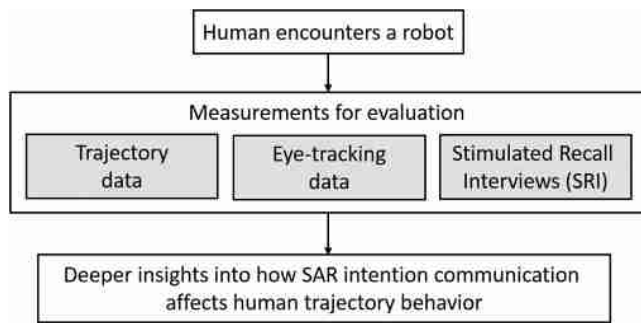 Human encounters a robot
Measurements for evaluation
Trajectory
data
Eye-tracking
data
Stimulated Recall
Interviews (SRI)
Deeper insights into how SAR intention communication
affects human trajectory behavior